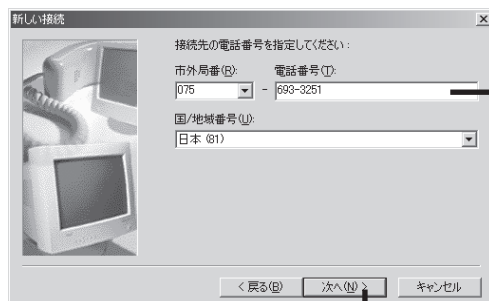 新しい接続
接続先の電話番号を指定してください:
市外局番(R): 電話番号(T):
075 - 693-3251
国/地域番号(U):
日本 (81)
< 戻る(B) 次へ(N) > キャンセル